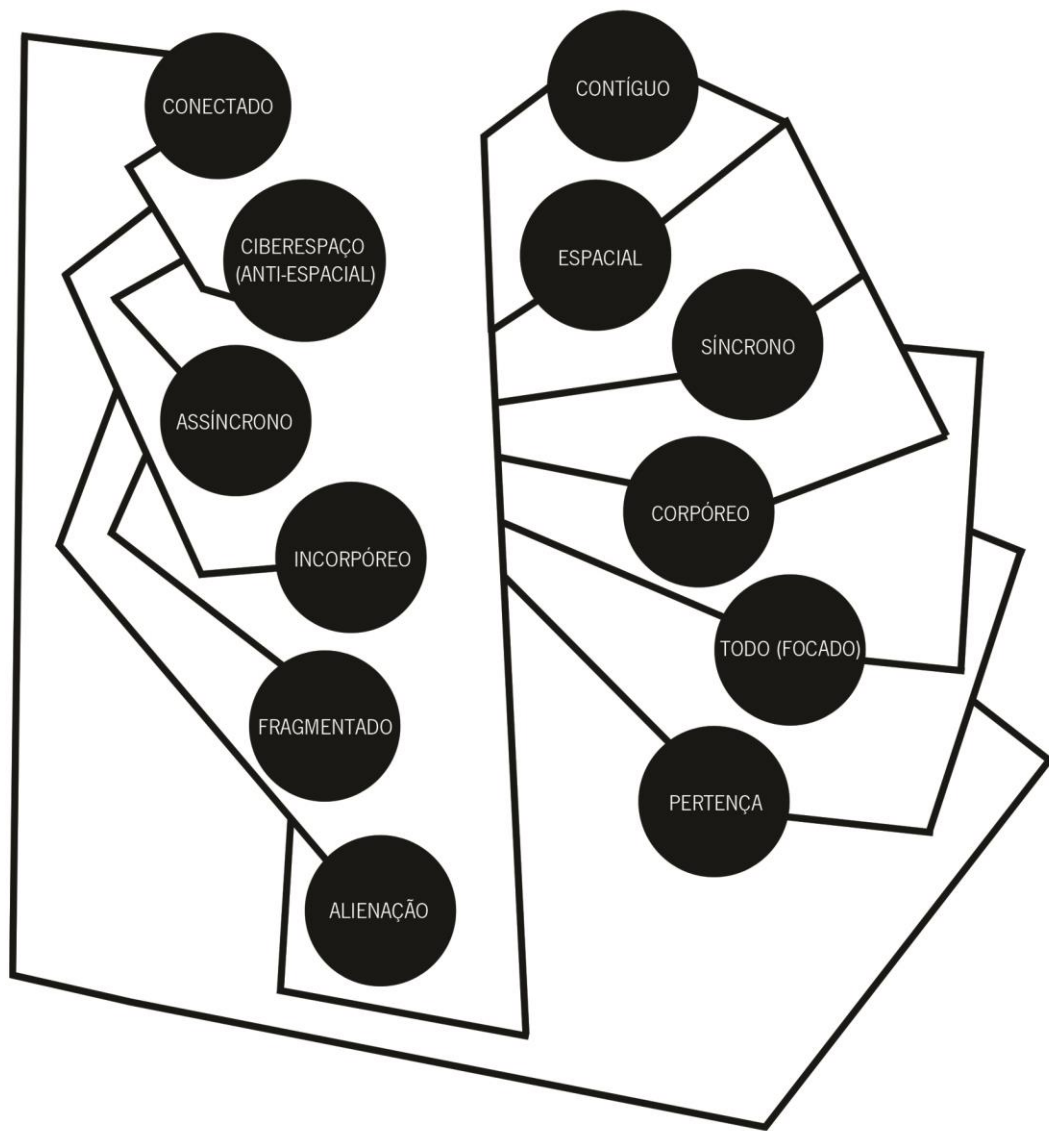 CONECTADO
CIBERESPAÇO
(ANTI-ESPACIAL)
ASSÍNCRONO
INCORPÓREO
FRAGMENTADO
ALIENAÇÃO
CONTÍGUO
ESPACIAL
SÍNCRONO
CORPÓREO
TODO (FOCADO)
PERTENÇA